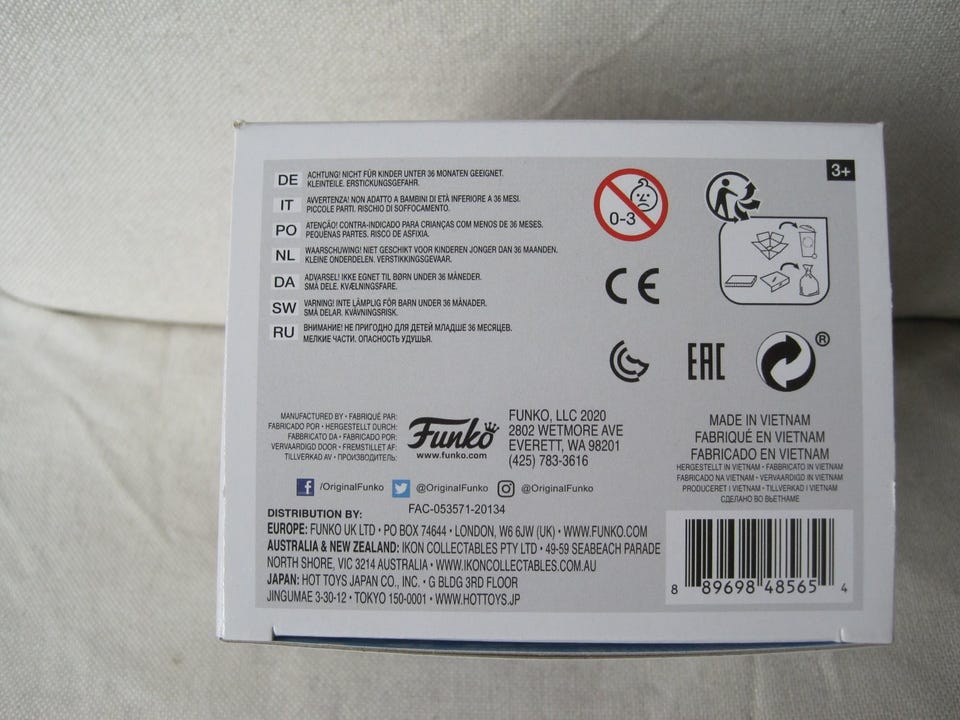 3+
DE ACHTUNG! NICHT FÜR KINDER UNTER 36 MONATEN GEEIGNET.
KLEINTEILE. ERSTICKUNGSGEFAHR.
IT AVVERTENZA! NON ADATTO A BAMBINI DI ETÀ INFERIORE A 36 MESI.
PICCOLE PARTI. RISCHIO DI SOFFOCAMENTO.
PO ATENÇÃO! CONTRA-INDICADO PARA CRIANÇAS COM MENOS DE 36 MESES.
PEQUENAS PARTES. RISCO DE ASFIXIA.
NL WAARSCHUWING! NIET GESCHIKT VOOR KINDEREN JONGER DAN 36 MAANDEN.
KLEINE ONDERDELEN. VERSTIKKINGSGEVAAR.
DA ADVARSEL! IKKE EGNET TIL BØRN UNDER 36 MÅNEDER.
SMÅ DELE. KVÆLNINGSFARE.
SW VARNING! INTE LÄMPLIG FÖR BARN UNDER 36 MÅNADER.
SMÅ DELAR. KVÄVNINGSRISK.
RU ВНИМАНИЕ! НЕ ПРИГОДНО ДЛЯ ДЕТЕЙ МЛАДШЕ 36 МЕСЯЦЕВ.
МЕЛКИЕ ЧАСТИ. ОПАСНОСТЬ УДУШЬЯ.
0-3
CE
EAC
®
MANUFACTURED BY • FABRIQUÉ PAR:
FABRICADO POR • HERGESTELLT DURCH:
FABBRICATO DA • FABRICADO POR:
VERVAARDIGD DOOR • FREMSTILLET AF:
TILLVERKAD AV • ПРОИЗВОДИТЕЛЬ:
Funko
www.funko.com
FUNKO, LLC 2020
2802 WETMORE AVE
EVERETT, WA 98201
(425) 783-3616
/OriginalFunko @OriginalFunko @OriginalFunko
FAC-053571-20134
DISTRIBUTION BY:
EUROPE: FUNKO UK LTD • PO BOX 74644 • LONDON, W6 6JW (UK) • WWW.FUNKO.COM
AUSTRALIA & NEW ZEALAND: IKON COLLECTABLES PTY LTD • 49-59 SEABEACH PARADE
NORTH SHORE, VIC 3214 AUSTRALIA • WWW.IKONCOLLECTABLES.COM.AU
JAPAN: HOT TOYS JAPAN CO., INC. • G BLDG 3RD FLOOR
JINGUMAE 3-30-12 • TOKYO 150-0001 • WWW.HOTTOYS.JP
MADE IN VIETNAM
FABRIQUÉ EN VIETNAM
FABRICADO EN VIETNAM
HERGESTELLT IN VIETNAM • FABBRICATO IN VIETNAM
FABRICADO NA VIETNAM • VERVAARDIGD IN VIETNAM
PRODUCERET I VIETNAM • TILLVERKAD I VIETNAM
СДЕЛАНО ВО ВЬЕТНАМЕ
8 89698 48565 4